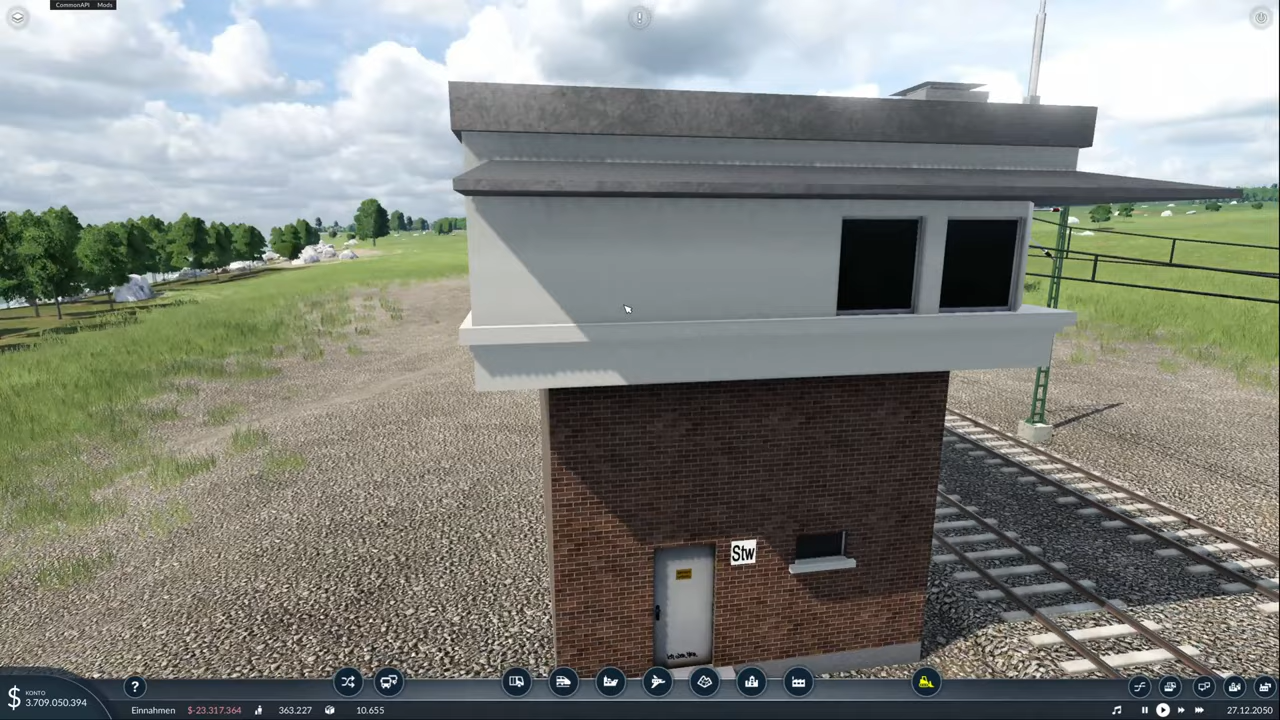 CommonAPI Mods
Stw
?
$ KONTO
3.709.050.394
Einnahmen $-23.317.364 363.227 10.655
27.12.2050